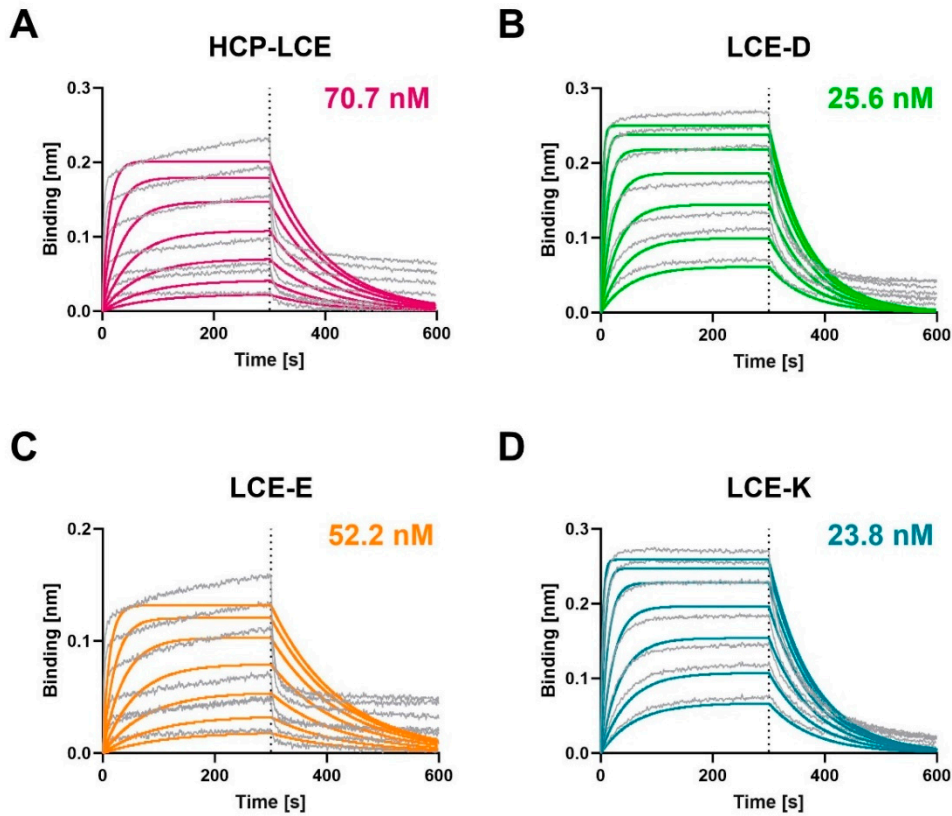 A
HCP-LCE
70.7 nM
0.3
0.2
0.1
0.0
Binding [nm]
0
200
400
600
Time [s]
B
LCE-D
25.6 nM
0.3
0.2
0.1
0.0
Binding [nm]
0
200
400
600
Time [s]
C
LCE-E
52.2 nM
0.2
0.1
0.0
Binding [nm]
0
200
400
600
Time [s]
D
LCE-K
23.8 nM
0.3
0.2
0.1
0.0
Binding [nm]
0
200
400
600
Time [s]